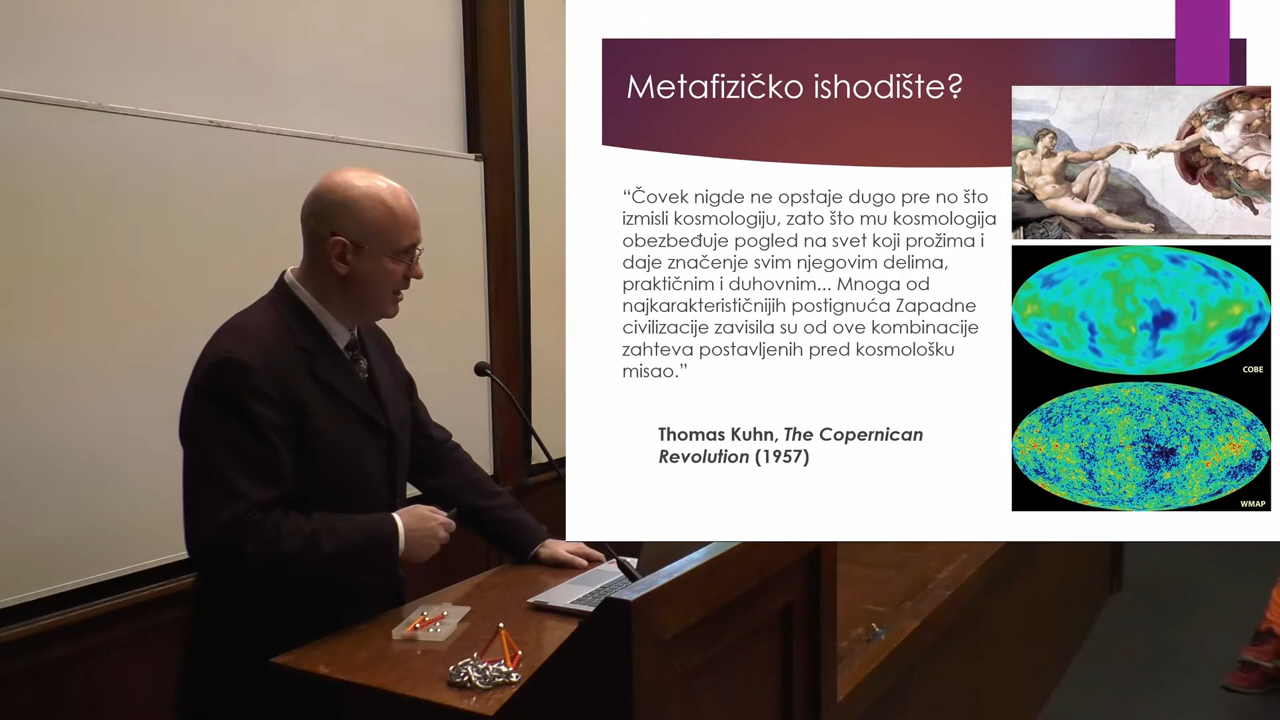 Metafizičko ishodište?
“Čovek nigde ne opstaje dugo pre no što
izmisli kosmologiju, zato što mu kosmologija
obezbeđuje pogled na svet koji prožima i
daje značenje svim njegovim delima,
praktičnim i duhovnim... Mnoga od
najkarakterističnijih postignuća Zapadne
civilizacije zavisila su od ove kombinacije
zahteva postavljenih pred kosmološku
misao.”
Thomas Kuhn, The Copernican
Revolution (1957)
COBE
WMAP